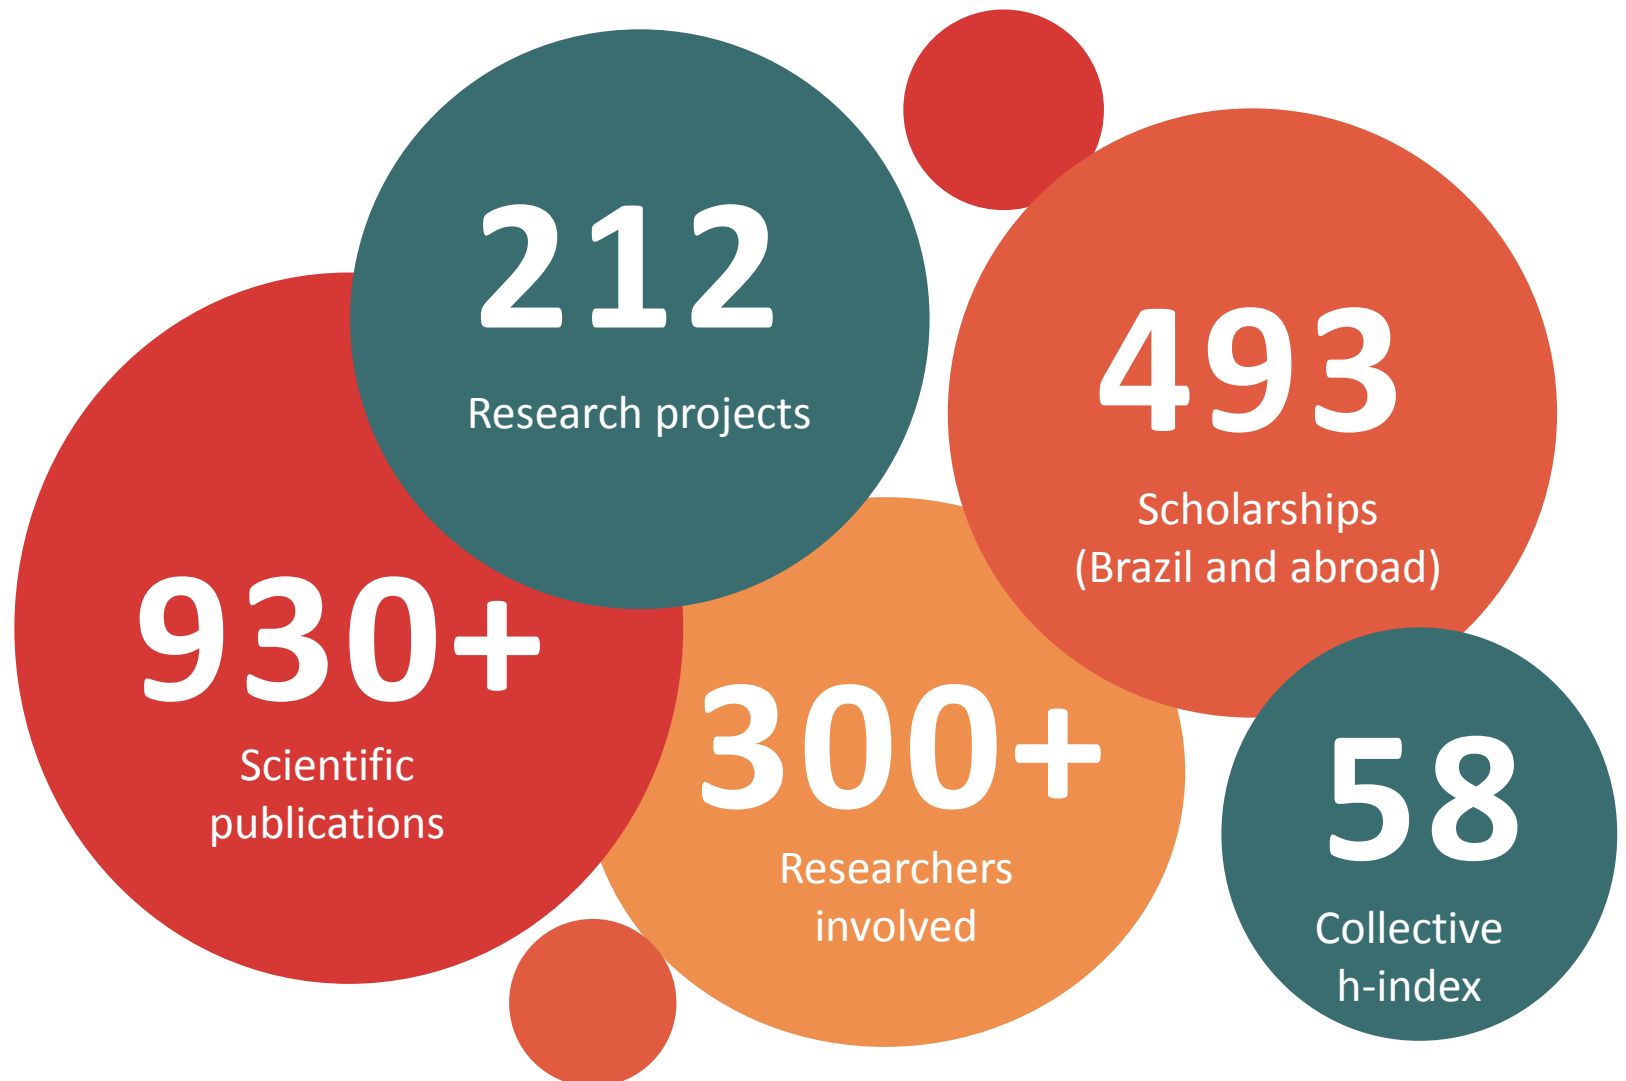 212
Research projects
493
Scholarships
(Brazil and abroad)
930+
Scientific
publications
300+
Researchers
involved
58
Collective
h-index